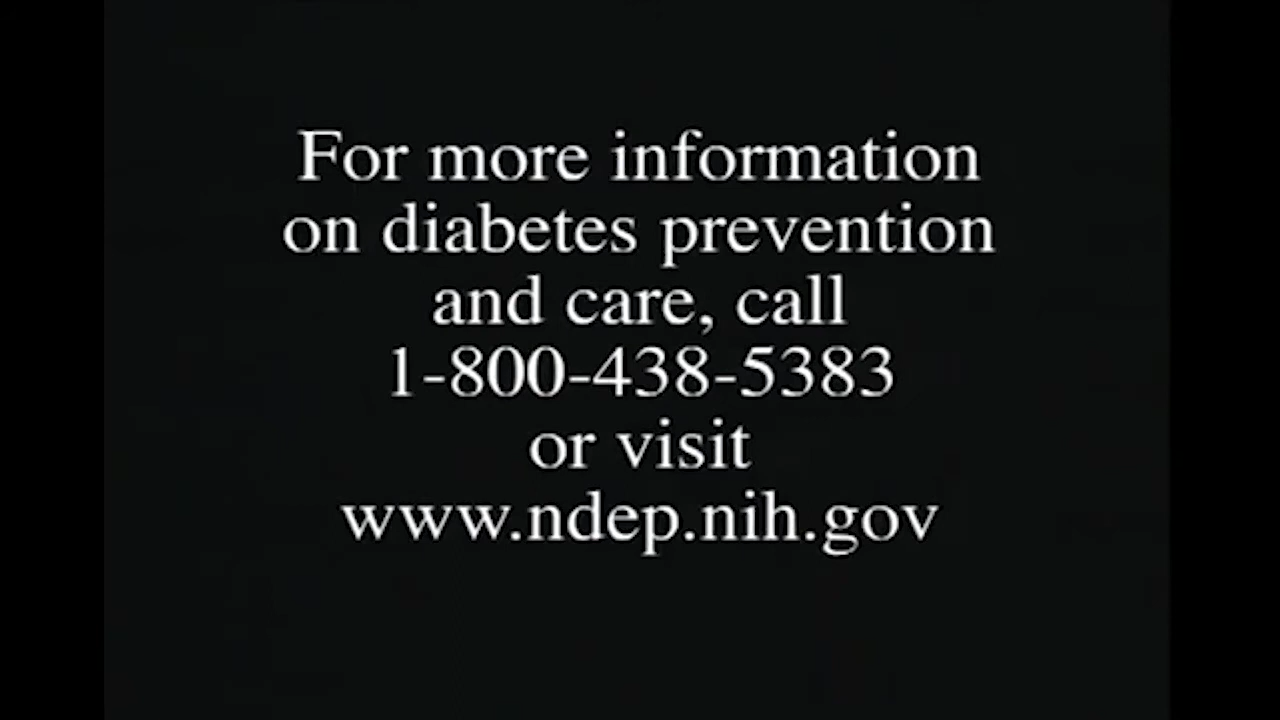 For more information
on diabetes prevention
and care, call
1-800-438-5383
or visit
www.ndep.nih.gov